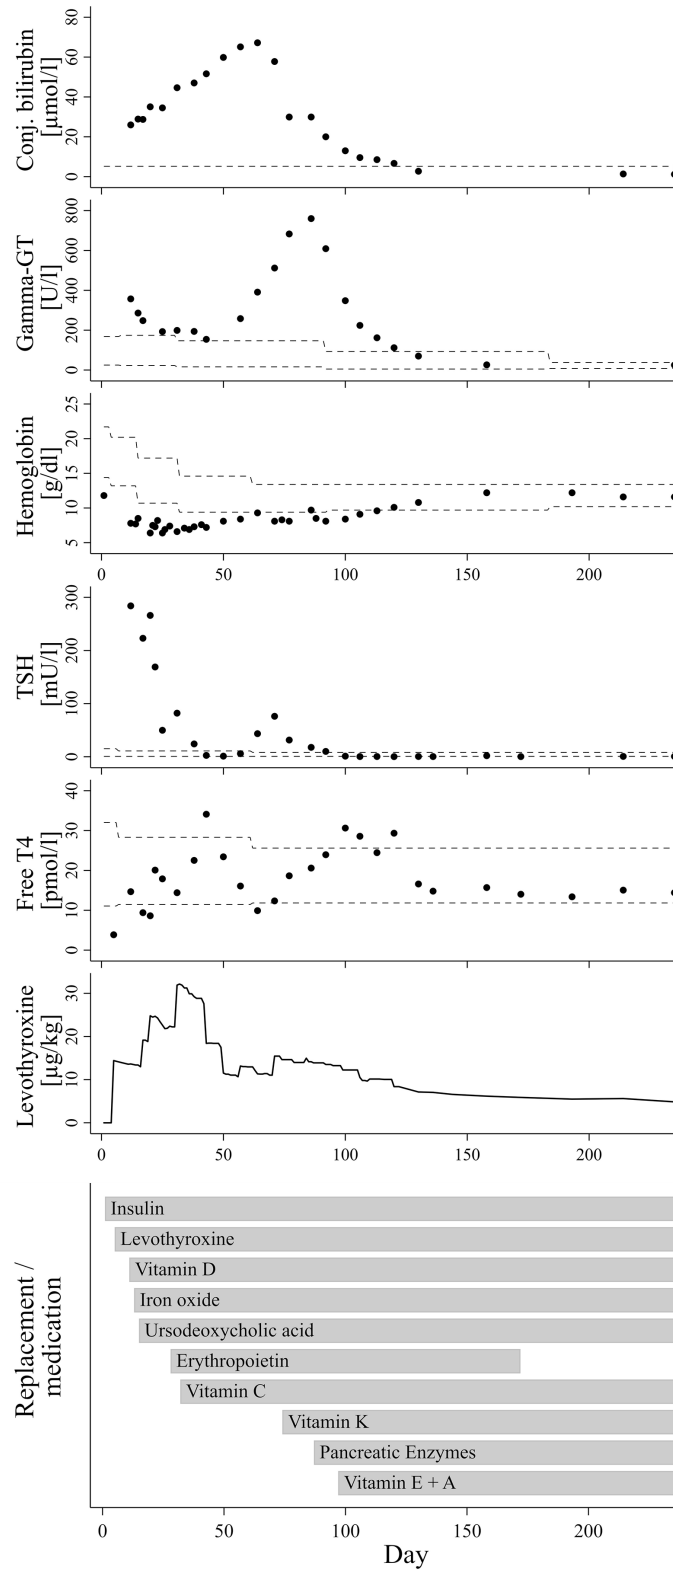 Conj. bilirubin
[μmol/l]
80
60
40
20
0
Gamma-GT
[U/l]
800
600
400
200
0
Hemoglobin
[g/dl]
25
20
15
10
5
0 50 100 150 200
TSH
[mU/l]
300
200
100
0
Free T4
[pmol/l]
40
30
20
10
0
Levothyroxine
[μg/kg]
30
20
10
0
0 50 100 150 200
Replacement /
medication
Insulin
Levothyroxine
Vitamin D
Iron oxide
Ursodeoxycholic acid
Erythropoietin
Vitamin C
Vitamin K
Pancreatic Enzymes
Vitamin E + A
0 50 100 150 200
Day